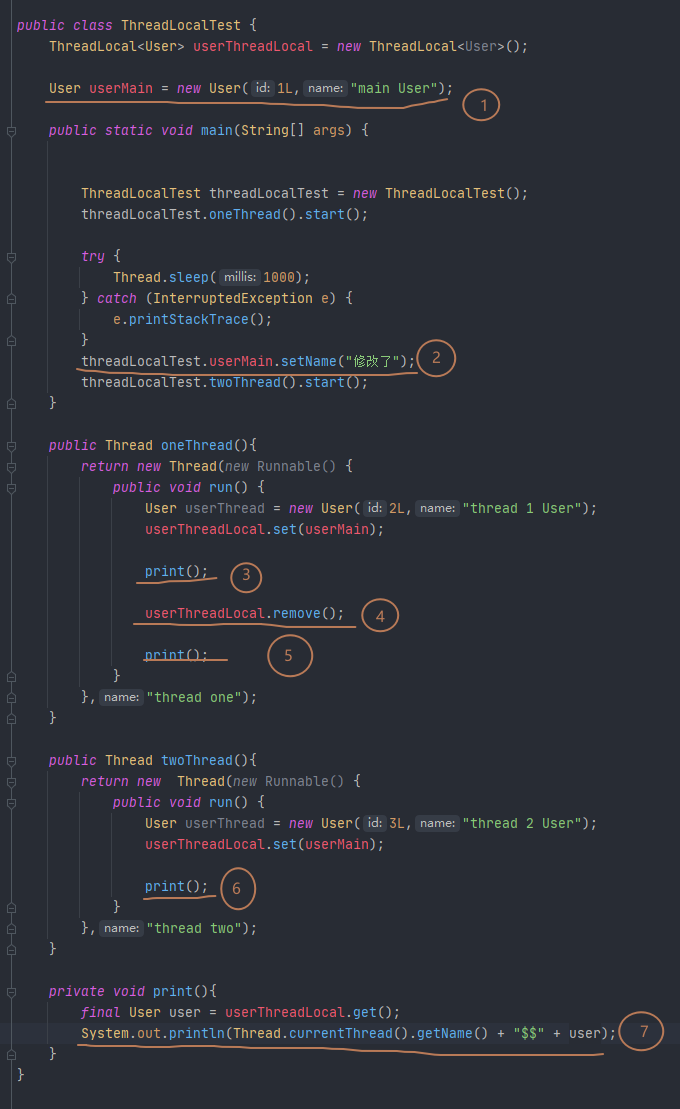 public class ThreadLocalTest {
ThreadLocal<User> userThreadLocal = new ThreadLocal<User>();
User userMain = new User( id: 1L, name: "main User");
1
public static void main(String[] args) {
ThreadLocalTest threadLocalTest = new ThreadLocalTest();
threadLocalTest.oneThread().start();
try {
Thread.sleep( millis: 1000);
} catch (InterruptedException e) {
e.printStackTrace();
}
threadLocalTest.userMain.setName("修改了");
2
threadLocalTest.twoThread().start();
}
public Thread oneThread(){
return new Thread(new Runnable() {
public void run() {
User userThread = new User( id: 2L, name: "thread 1 User");
userThreadLocal.set(userMain);
print();
3
userThreadLocal.remove();
4
print();
5
}
}, name: "thread one");
}
public Thread twoThread(){
return new  Thread(new Runnable() {
public void run() {
User userThread = new User( id: 3L, name: "thread 2 User");
userThreadLocal.set(userMain);
print();
6
}
}, name: "thread two");
}
private void print(){
final User user = userThreadLocal.get();
System.out.println(Thread.currentThread().getName() + "$$" + user);
7
}
}